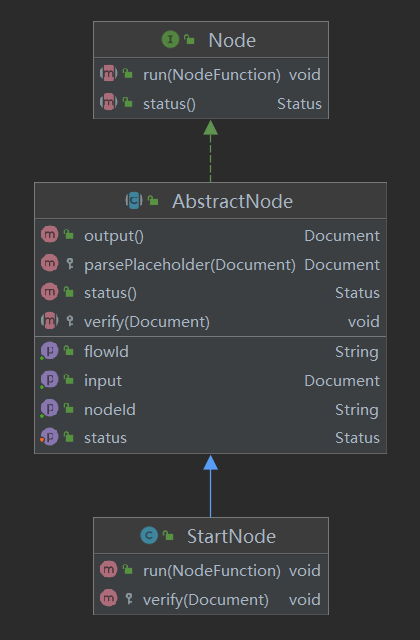 Node
run(NodeFunction) void
status() Status
AbstractNode
output() Document
parsePlaceholder(Document) Document
status() Status
verify(Document) void
flowId String
input Document
nodeId String
status Status
StartNode
run(NodeFunction) void
verify(Document) void